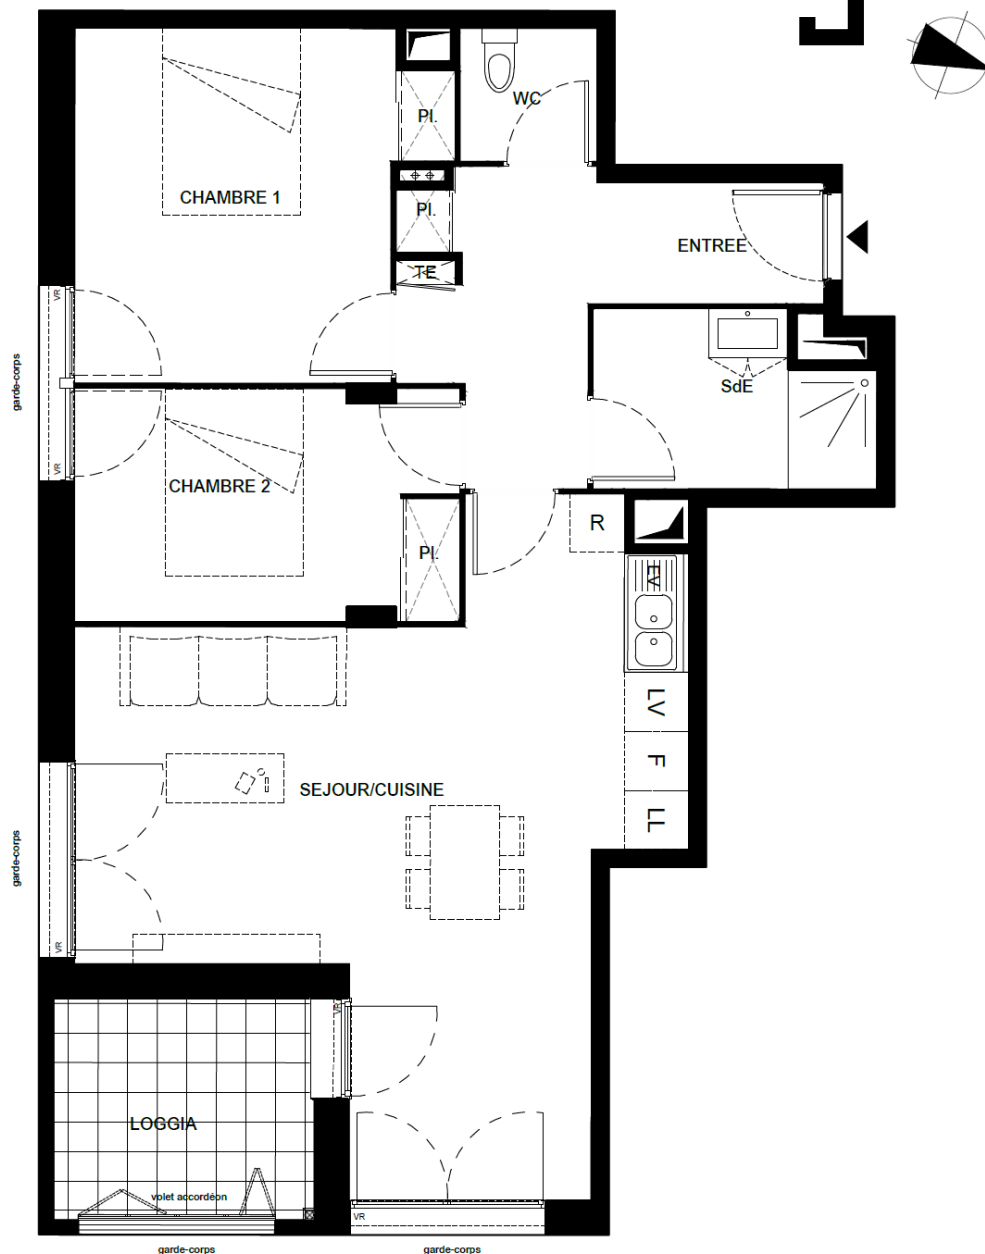 WC
Pl.
CHAMBRE 1
Pl.
ENTREE
TE
VR
garde-corps
SdE
VR
CHAMBRE 2
R
Pl.
EV
LV
SEJOUR/CUISINE
F
LL
garde-corps
VR
VR
LOGGIA
volet accordéon
VR
garde-corps
garde-corps